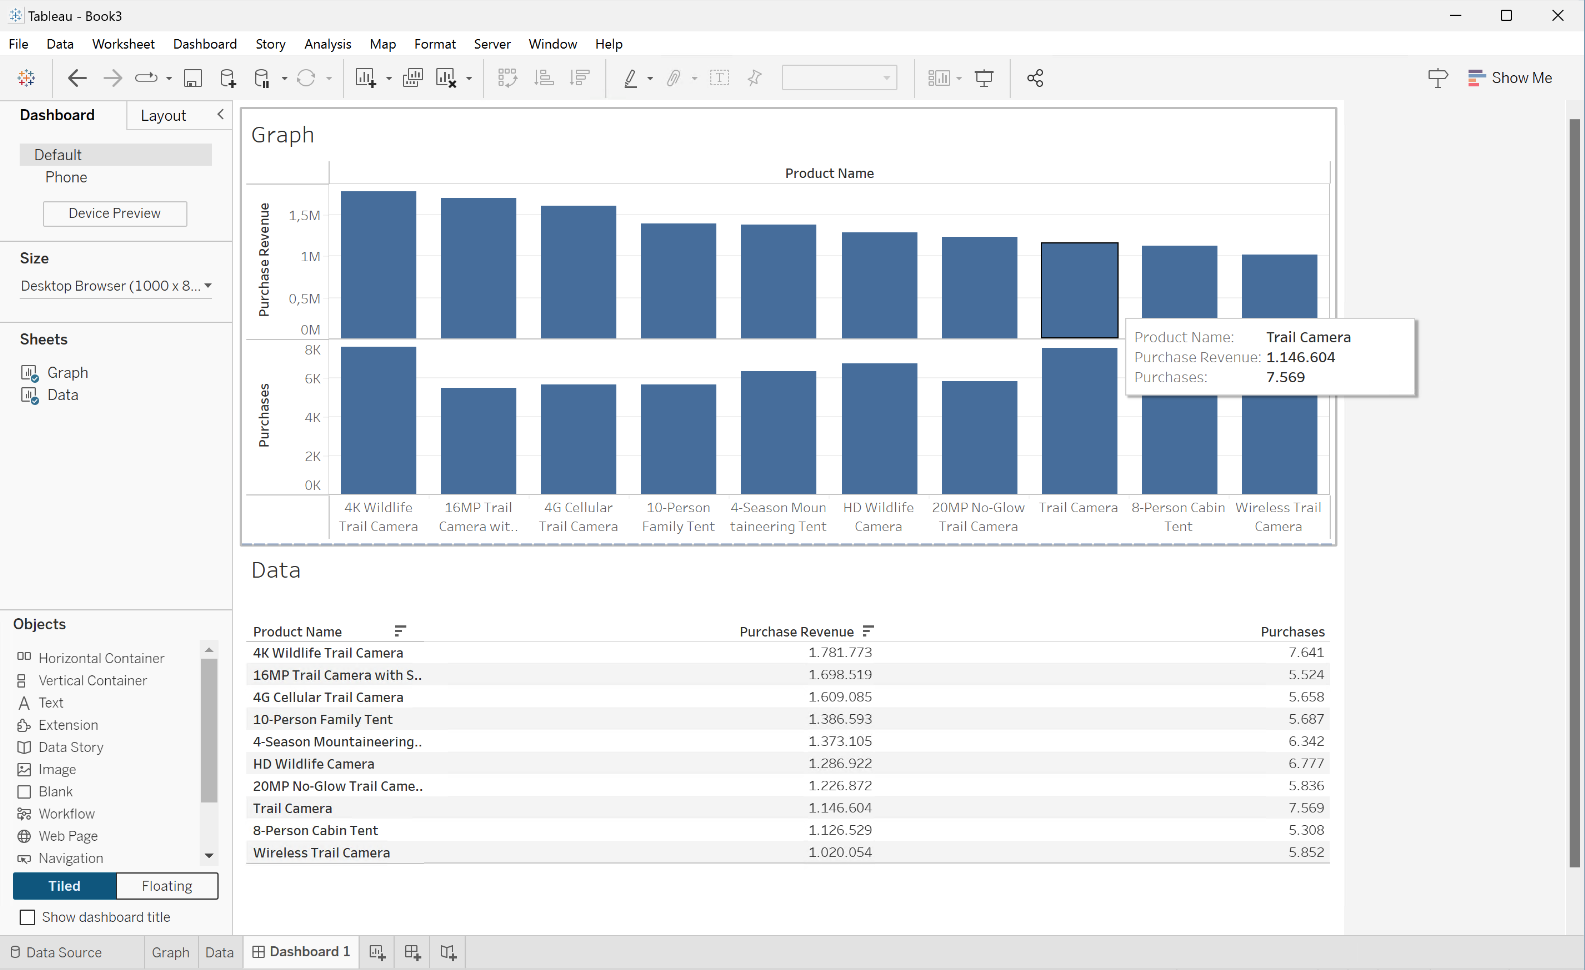 Tableau - Book3
File Data Worksheet Dashboard Story Analysis Map Format Server Window Help
Show Me
Dashboard Layout
Default
Phone
Device Preview
Size
Desktop Browser (1000 x 8...
Sheets
Graph
Data
Objects
Horizontal Container
Vertical Container
Text
Extension
Data Story
Image
Blank
Workflow
Web Page
Navigation
Tiled Floating
Show dashboard title
Graph
Product Name
Purchase Revenue
1,5M
1M
0,5M
0M
Purchases
8K
6K
4K
2K
0K
4K Wildlife Trail Camera
16MP Trail Camera wit..
4G Cellular Trail Camera
10-Person Family Tent
4-Season Moun taineering Tent
HD Wildlife Camera
20MP No-Glow Trail Camera
Trail Camera
8-Person Cabin Tent
Wireless Trail Camera
Product Name: Trail Camera
Purchase Revenue: 1.146.604
Purchases: 7.569
Data
Product Name Purchase Revenue Purchases
4K Wildlife Trail Camera 1.781.773 7.641
16MP Trail Camera with S.. 1.698.519 5.524
4G Cellular Trail Camera 1.609.085 5.658
10-Person Family Tent 1.386.593 5.687
4-Season Mountaineering.. 1.373.105 6.342
HD Wildlife Camera 1.286.922 6.777
20MP No-Glow Trail Came.. 1.226.872 5.836
Trail Camera 1.146.604 7.569
8-Person Cabin Tent 1.126.529 5.308
Wireless Trail Camera 1.020.054 5.852
Data Source Graph Data Dashboard 1